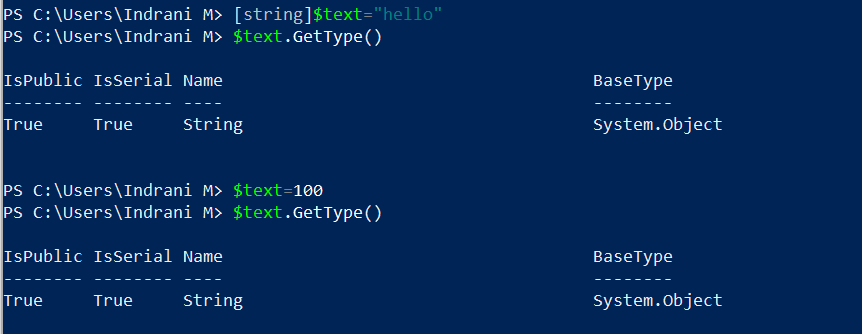 PS C:\Users\Indrani M> [string]$text="hello"
PS C:\Users\Indrani M> $text.GetType()
IsPublic IsSerial Name                                     BaseType
-------- -------- ----                                     --------
True     True     String                                   System.Object
PS C:\Users\Indrani M> $text=100
PS C:\Users\Indrani M> $text.GetType()
IsPublic IsSerial Name                                     BaseType
-------- -------- ----                                     --------
True     True     String                                   System.Object